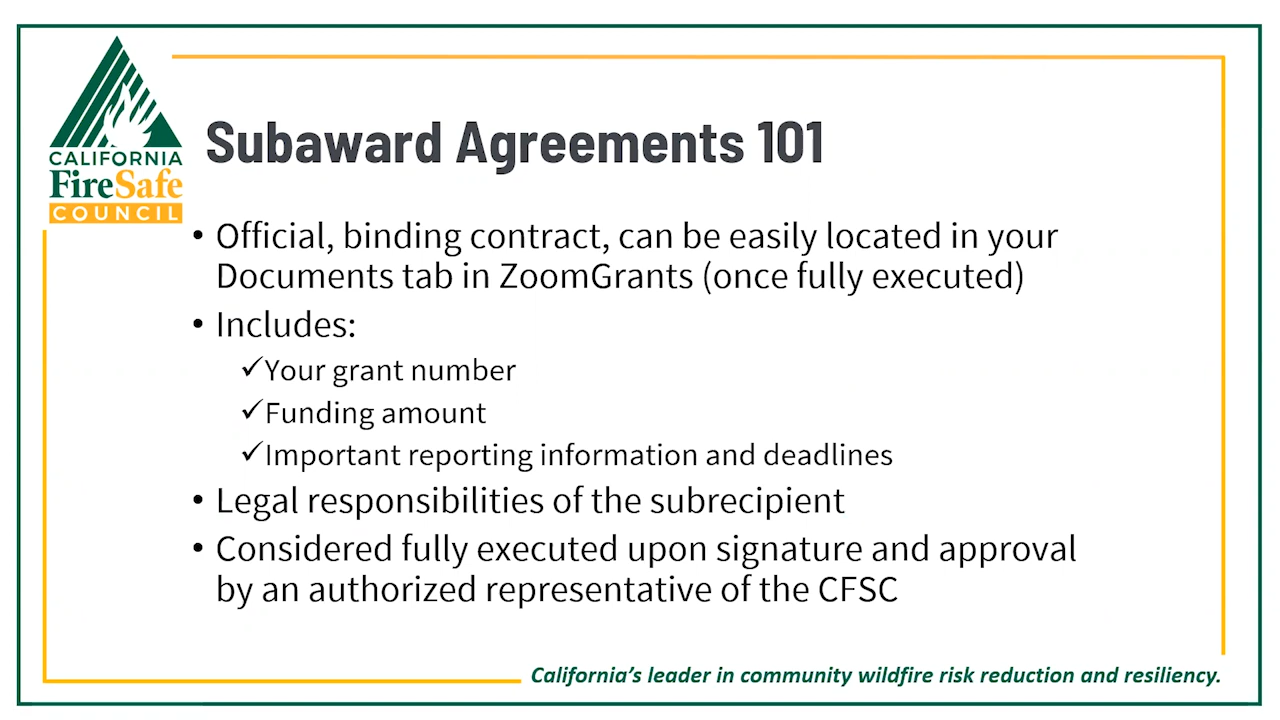 CALIFORNIA
FireSafe
COUNCIL
Subaward Agreements 101
• Official, binding contract, can be easily located in your
Documents tab in ZoomGrants (once fully executed)
• Includes:
✓Your grant number
✓Funding amount
✓Important reporting information and deadlines
• Legal responsibilities of the subrecipient
• Considered fully executed upon signature and approval
by an authorized representative of the CFSC
California’s leader in community wildfire risk reduction and resiliency.